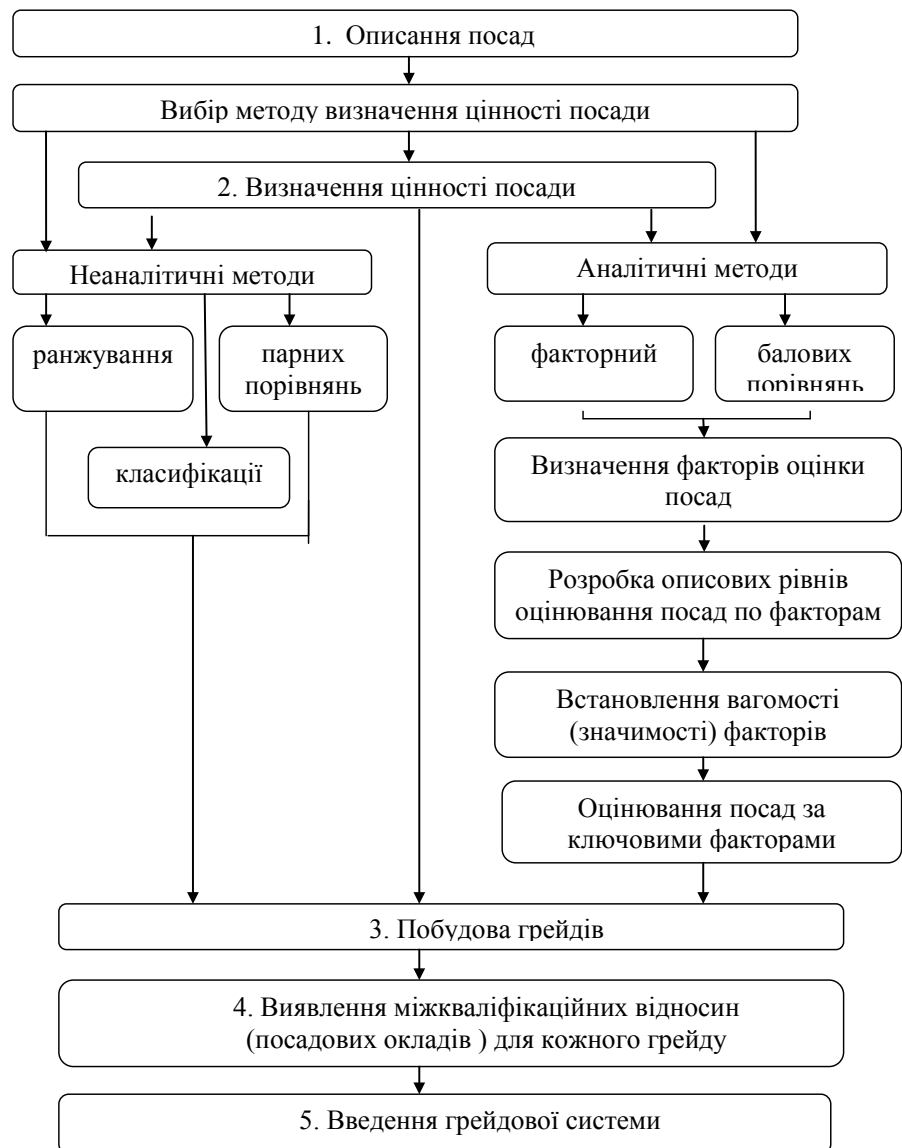 1. Описання посад
Вибір методу визначення цінності посади
2. Визначення цінності посади
Неаналітичні методи
Аналітичні методи
ранжування
парних
порівнянь
факторний
балових
порівнянь
класифікації
Визначення факторів оцінки
посад
Розробка описових рівнів
оцінювання посад по факторам
Встановлення вагомості
(значимості) факторів
Оцінювання посад за
ключовими факторами
3. Побудова грейдів
4. Виявлення міжкваліфікаційних відносин
(посадових окладів ) для кожного грейду
5. Введення грейдової системи